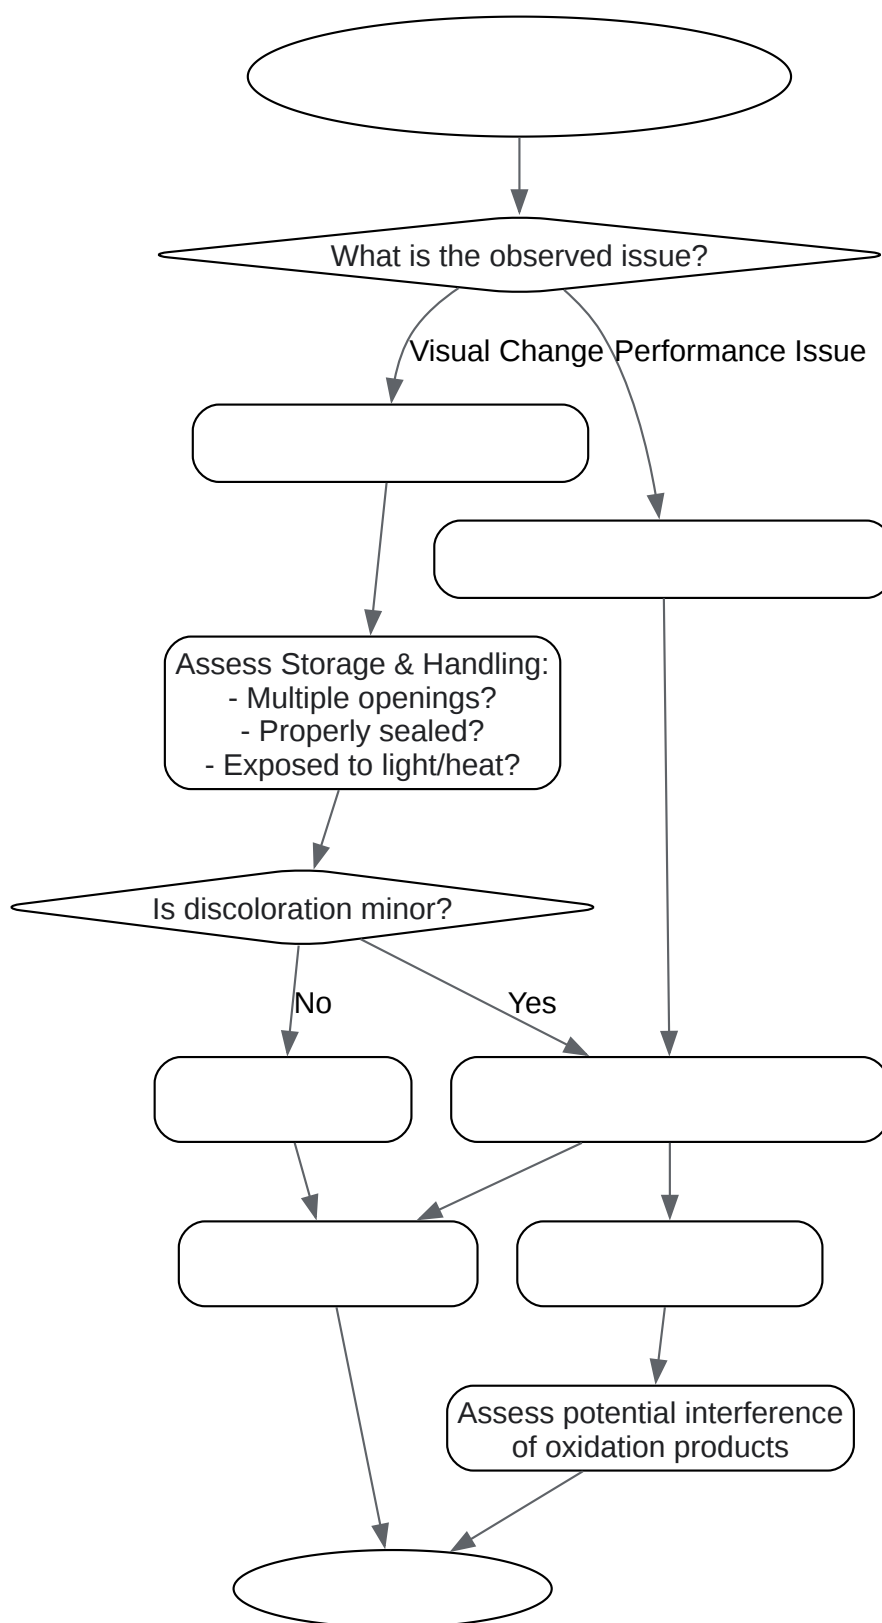 What is the observed issue?
Visual Change
Performance Issue
Assess Storage & Handling:
- Multiple openings?
- Properly sealed?
- Exposed to light/heat?
Is discoloration minor?
No
Yes
Assess potential interference
of oxidation products